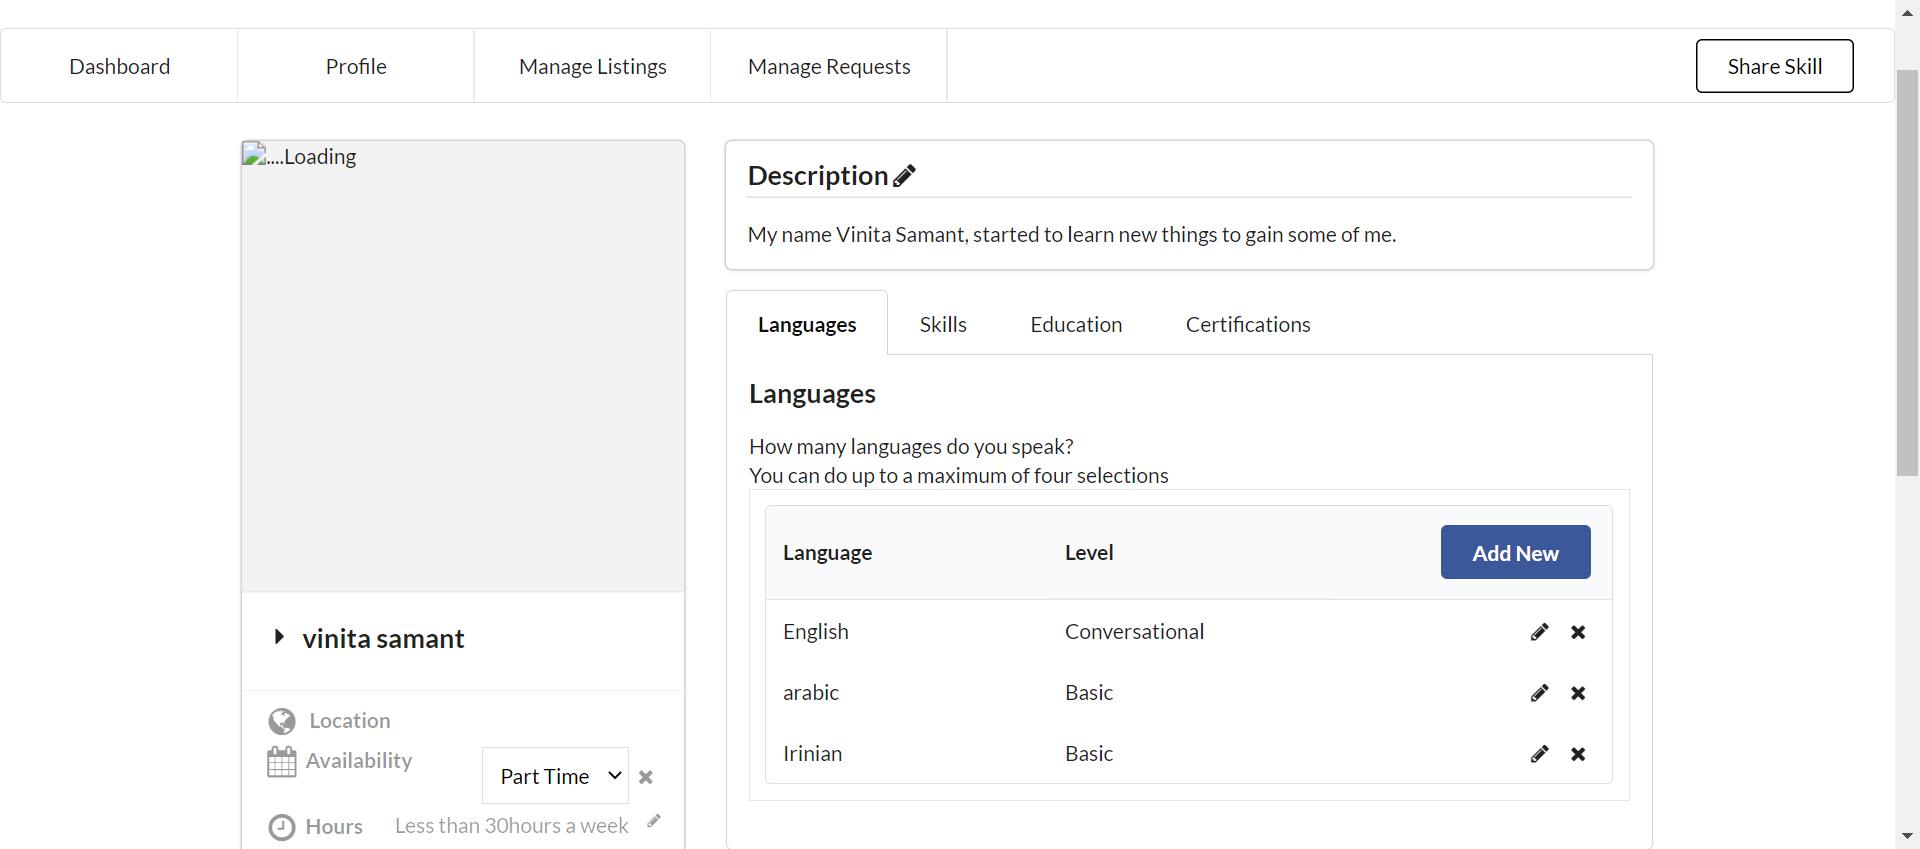 Dashboard
Profile
Manage Listings
Manage Requests
Share Skill
....Loading
vinita samant
Location
Availability
Part Time
Hours
Less than 30hours a week
Description
My name Vinita Samant, started to learn new things to gain some of me.
Languages
Skills
Education
Certifications
Languages
How many languages do you speak?
You can do up to a maximum of four selections
Language
Level
Add New
English
Conversational
arabic
Basic
Irinian
Basic